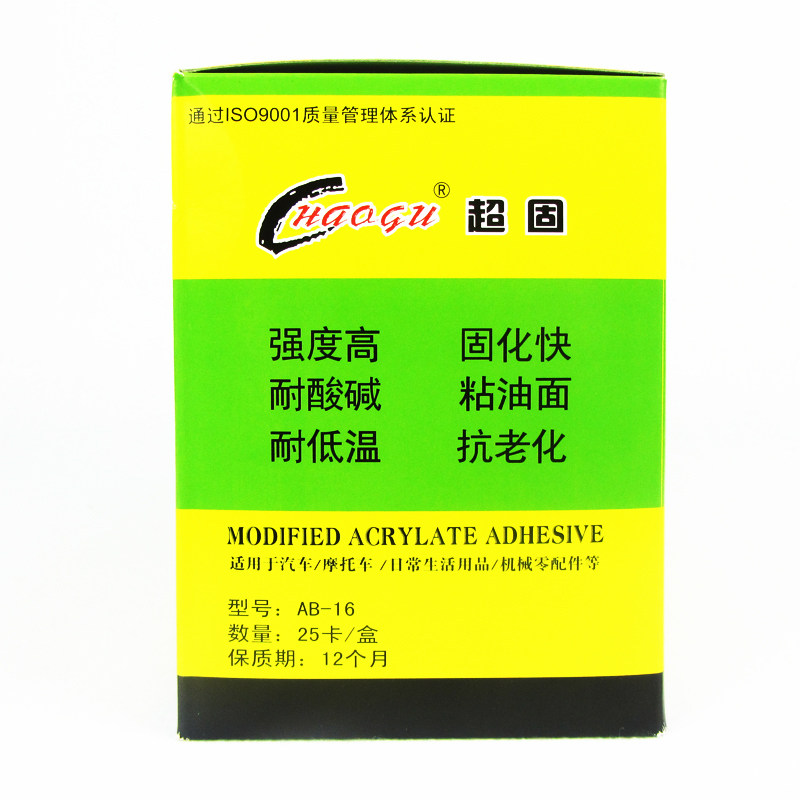 通过ISO9001质量管理体系认证
CHAOGU® 超固
强度高 固化快
耐酸碱 粘油面
耐低温 抗老化
MODIFIED ACRYLATE ADHESIVE
适用于汽车/摩托车/日常生活用品/机械零配件等
型号：AB-16
数量：25卡/盒
保质期：12个月